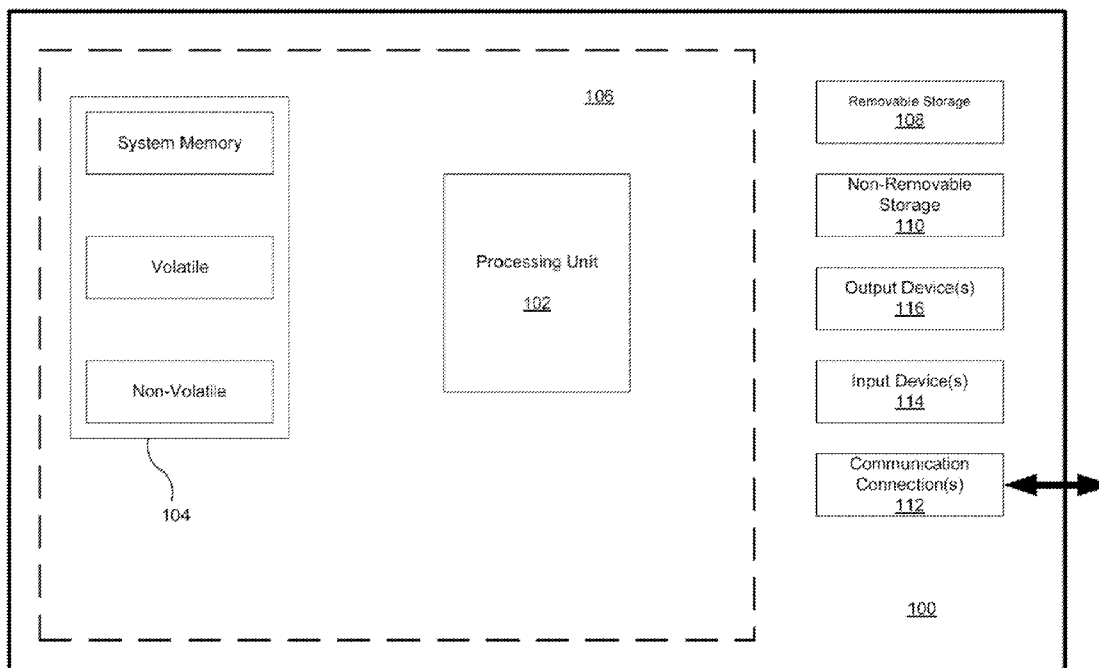 106
System Memory
Volatile
Non-Volatile
104
Processing Unit
102
Removable Storage
108
Non-Removable
Storage
110
Output Device(s)
116
Input Device(s)
114
Communication
Connection(s)
112
100